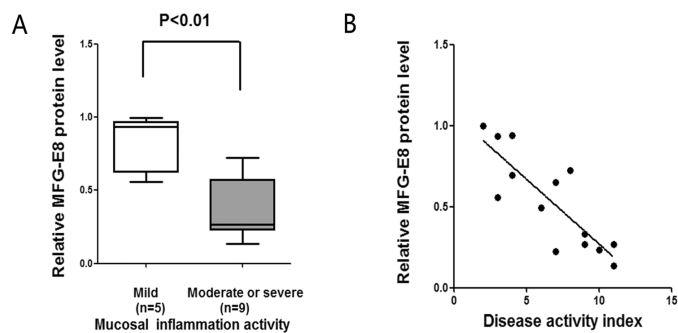 A
P<0.01
Relative MFG-E8 protein level
1.5
1.0
0.5
0.0
Mild
(n=5)
Moderate or severe
(n=9)
Mucosal inflammation activity
B
Relative MFG-E8 protein level
1.5
1.0
0.5
0.0
0
5
10
15
Disease activity index